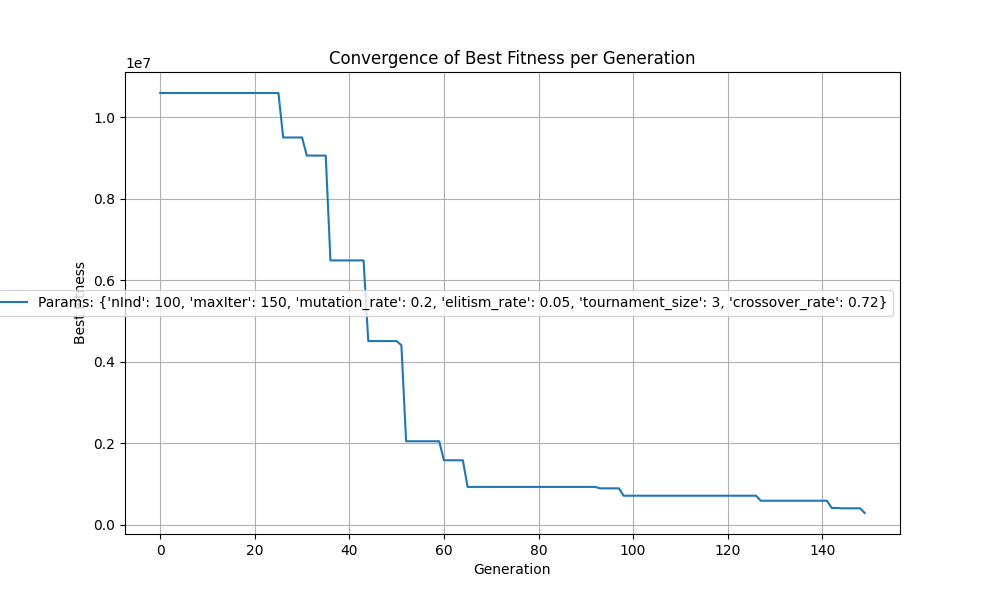 Convergence of Best Fitness per Generation
1e7
1.0
0.8
0.6
0.4
0.2
0.0
Best Fitness
Params: {'nInd': 100, 'maxIter': 150, 'mutation_rate': 0.2, 'elitism_rate': 0.05, 'tournament_size': 3, 'crossover_rate': 0.72}
0 20 40 60 80 100 120 140
Generation